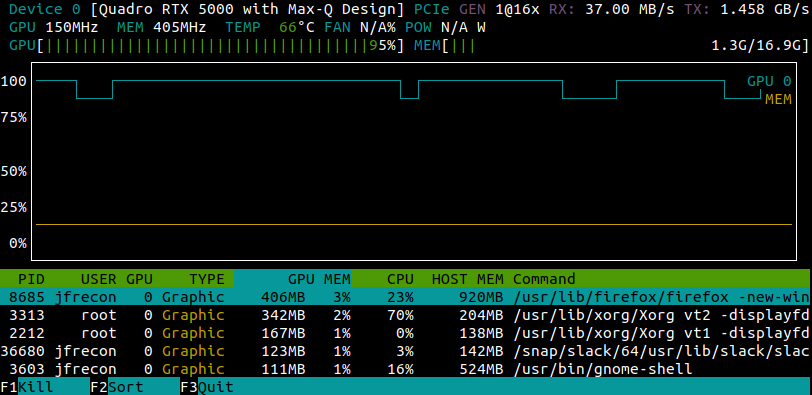 Device 0 [Quadro RTX 5000 with Max-Q Design] PCIe GEN 1@16x RX: 37.00 MB/s TX: 1.458 GB/s
GPU 150MHz MEM 405MHz TEMP 66°C FAN N/A% POW N/A W
GPU[||||||||||||||||||||||||||||||||||||95%] MEM[||| 1.3G/16.9G]
100 GPU 0
MEM
75%
50%
25%
0%
PID USER GPU TYPE GPU MEM CPU HOST MEM Command
8685 jfrecon 0 Graphic 406MB 3% 23% 920MB /usr/lib/firefox/firefox -new-win
3313 root 0 Graphic 342MB 2% 70% 204MB /usr/lib/xorg/Xorg vt2 -displayfd
2212 root 0 Graphic 167MB 1% 0% 138MB /usr/lib/xorg/Xorg vt1 -displayfd
36680 jfrecon 0 Graphic 123MB 1% 3% 142MB /snap/slack/64/usr/lib/slack/slac
3603 jfrecon 0 Graphic 111MB 1% 16% 524MB /usr/bin/gnome-shell
F1Kill F2Sort F3Quit